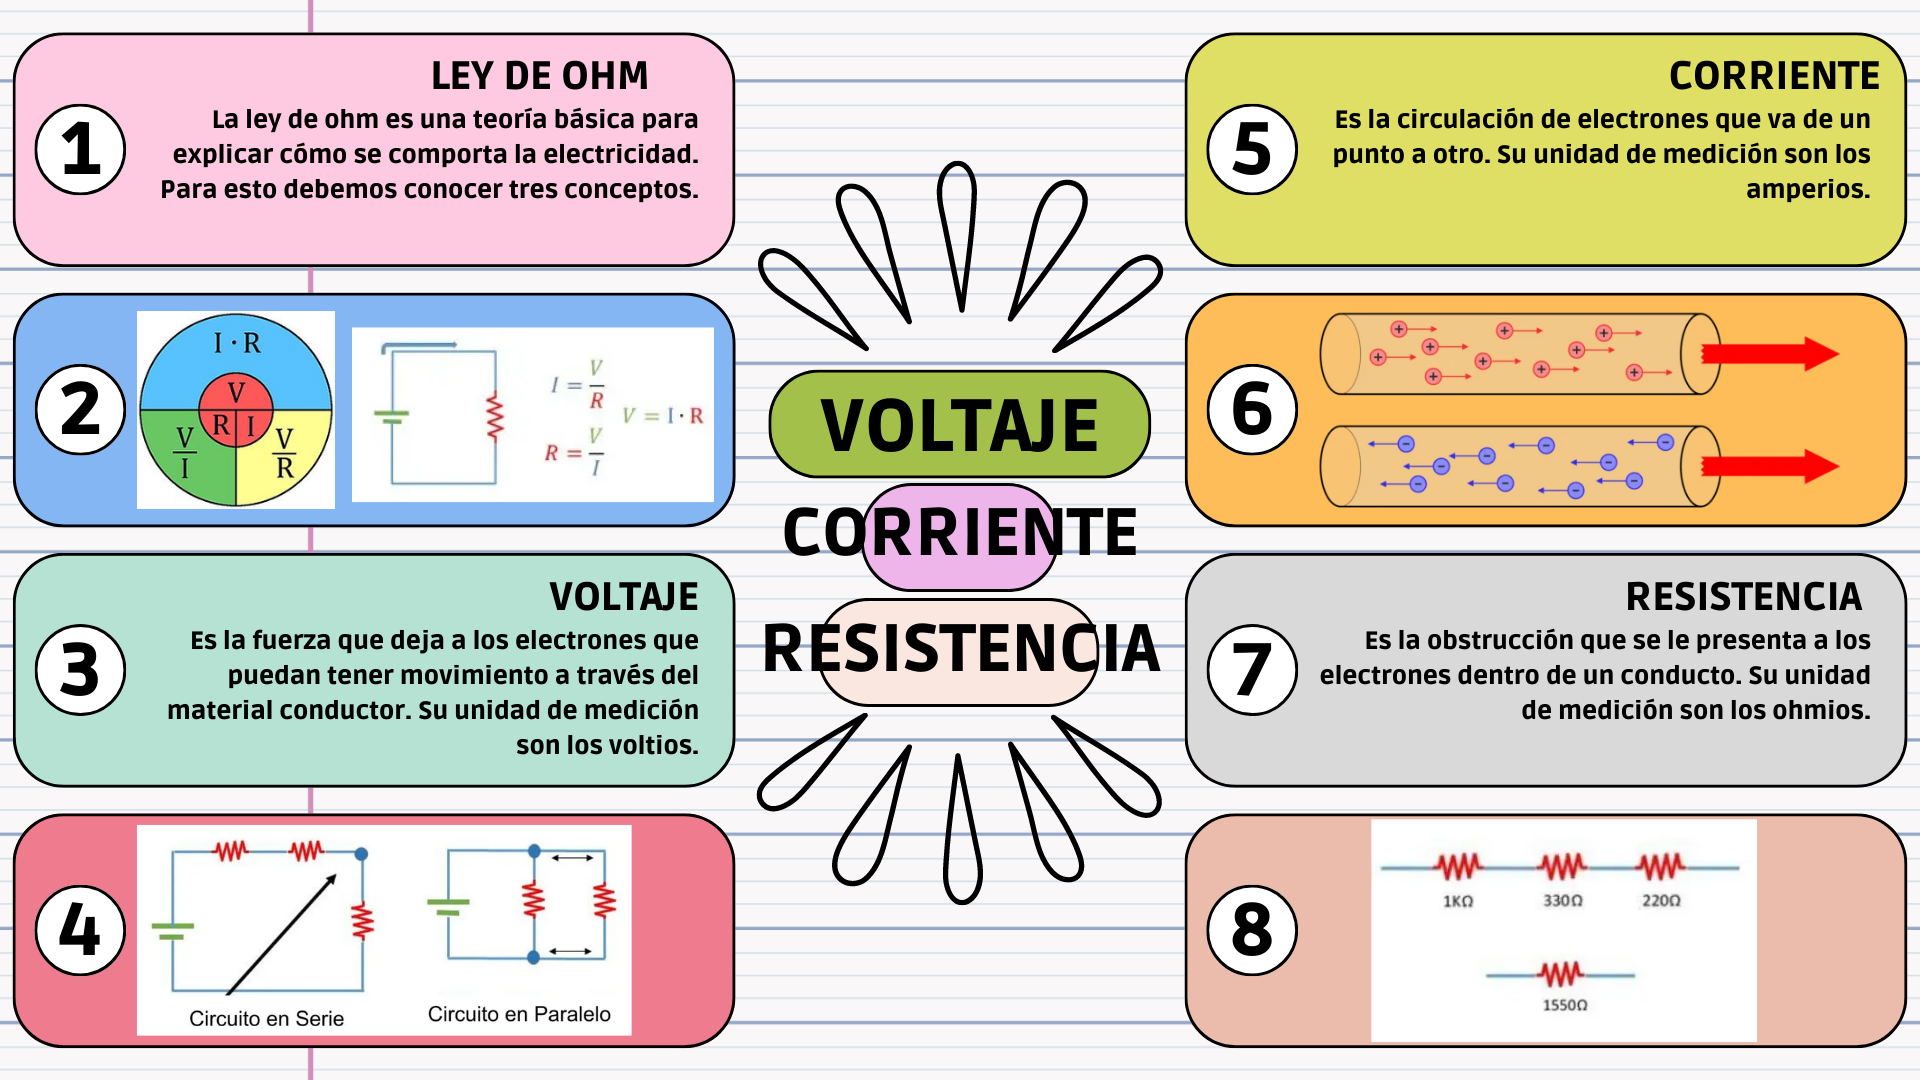 LEY DE OHM
1
La ley de ohm es una teoría básica para
explicar cómo se comporta la electricidad.
Para esto debemos conocer tres conceptos.
2
I · R
V
R I
V
I
V
R
I = V
R
V = I · R
R = V
I
VOLTAJE
3
Es la fuerza que deja a los electrones que
puedan tener movimiento a través del
material conductor. Su unidad de medición
son los voltios.
4
Circuito en Serie
Circuito en Paralelo
VOLTAJE
CORRIENTE
RESISTENCIA
CORRIENTE
5
Es la circulación de electrones que va de un
punto a otro. Su unidad de medición son los
amperios.
6
RESISTENCIA
7
Es la obstrucción que se le presenta a los
electrones dentro de un conducto. Su unidad
de medición son los ohmios.
8
1KΩ 330Ω 220Ω
1550Ω